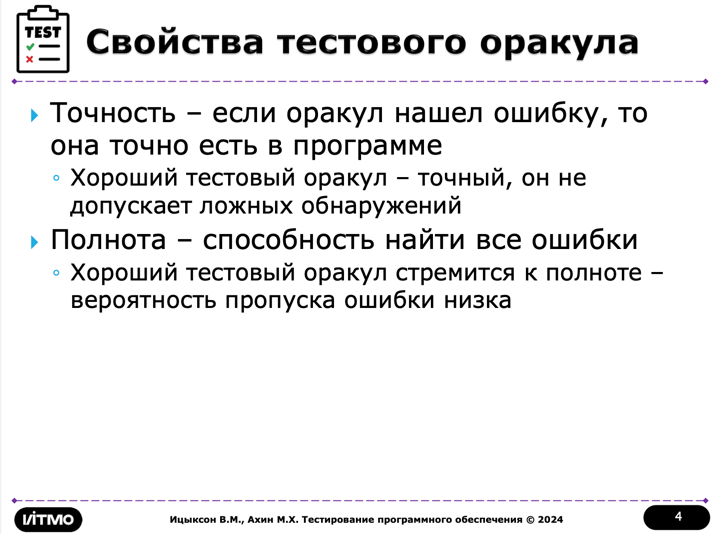 TEST
Свойства тестового оракула
Точность – если оракул нашел ошибку, то
она точно есть в программе
Хороший тестовый оракул – точный, он не
допускает ложных обнаружений
Полнота – способность найти все ошибки
Хороший тестовый оракул стремится к полноте –
вероятность пропуска ошибки низка
ИТМО
Ицыксон В.М., Ахин М.Х. Тестирование программного обеспечения © 2024
4